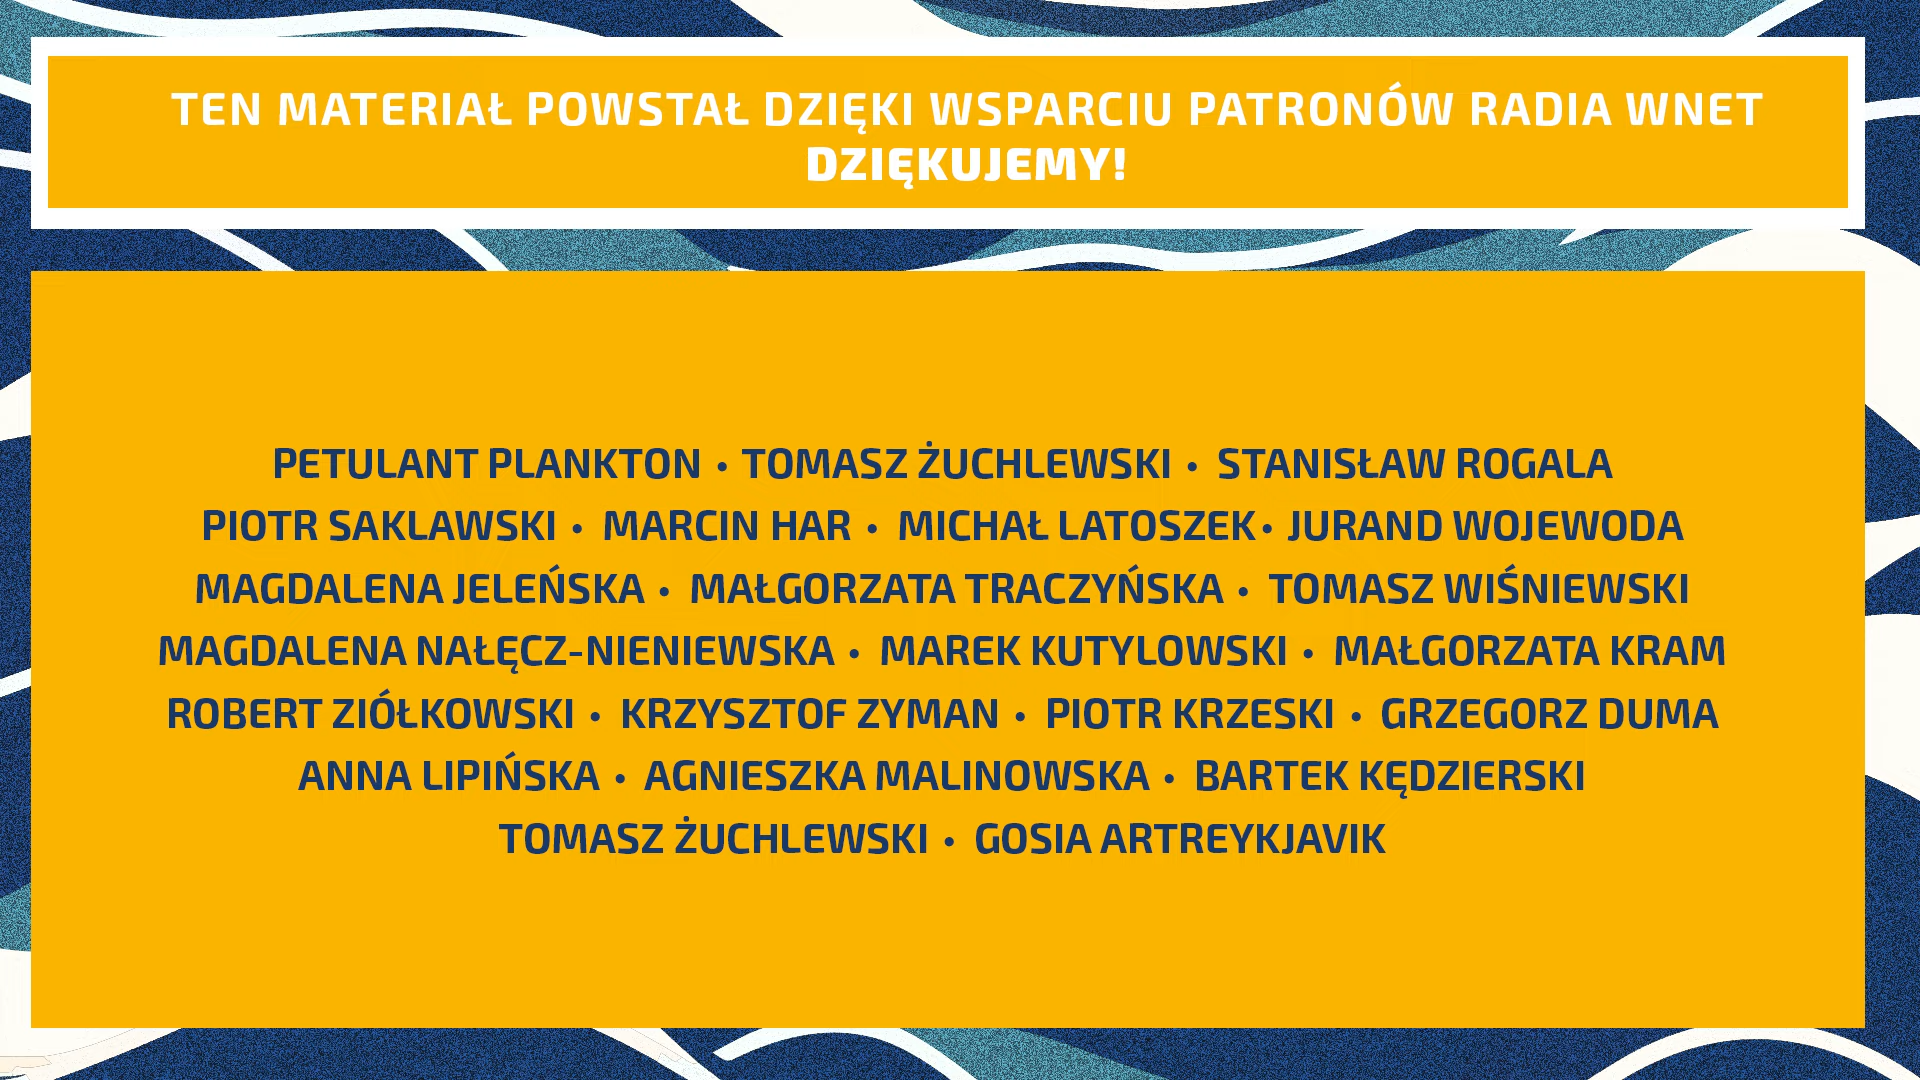 TEN MATERIAŁ POWSTAŁ DZIĘKI WSPARCIU PATRONÓW RADIA WNET
DZIĘKUJEMY!
PETULANT PLANKTON • TOMASZ ŻUCHLEWSKI • STANISŁAW ROGALA
PIOTR SAKLAWSKI • MARCIN HAR • MICHAŁ LATOSZEK • JURAND WOJEWODA
MAGDALENA JELEŃSKA • MAŁGORZATA TRACZYŃSKA • TOMASZ WIŚNIEWSKI
MAGDALENA NAŁĘCZ-NIENIEWSKA • MAREK KUTYLOWSKI • MAŁGORZATA KRAM
ROBERT ZIÓŁKOWSKI • KRZYSZTOF ZYMAN • PIOTR KRZESKI • GRZEGORZ DUMA
ANNA LIPIŃSKA • AGNIESZKA MALINOWSKA • BARTEK KĘDZIERSKI
TOMASZ ŻUCHLEWSKI • GOSIA ARTREYKJAVIK